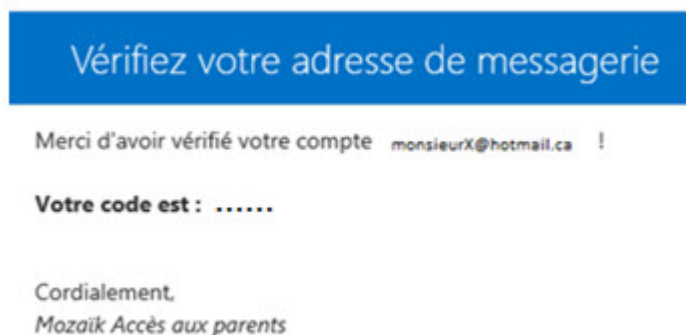 Vérifiez votre adresse de messagerie
Merci d'avoir vérifié votre compte monsieurX@hotmail.ca !
Votre code est : ......
Cordialement,
Mozaïk Accès aux parents